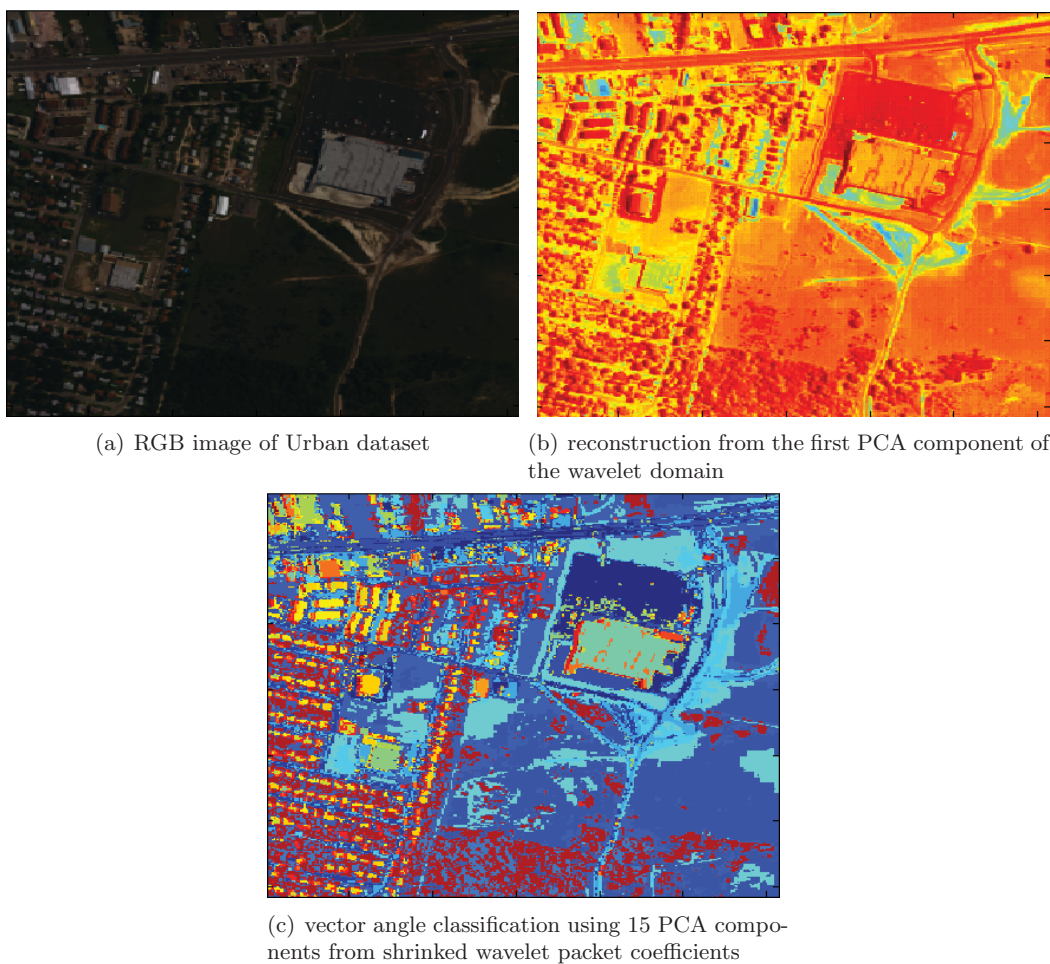 (a) RGB image of Urban dataset
(b) reconstruction from the first PCA component of
the wavelet domain
(c) vector angle classification using 15 PCA compo-
nents from shrinked wavelet packet coefficients